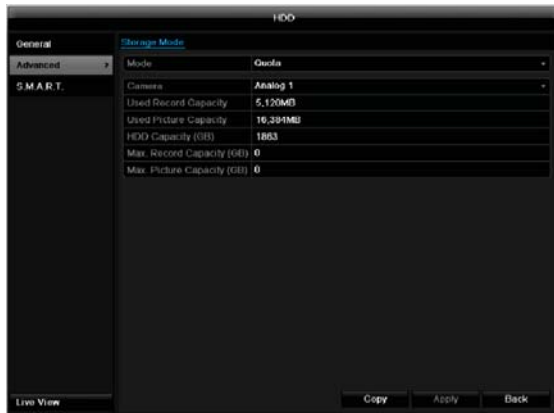 HDD
General
Advanced
S.M.A.R.T.
Live View
Storage Mode
Mode Quota
Camera Analog 1
Used Record Capacity 5,120MB
Used Picture Capacity 16,384MB
HDD Capacity (GB) 1863
Max. Record Capacity (GB) 0
Max. Picture Capacity (GB) 0
Copy Apply Back